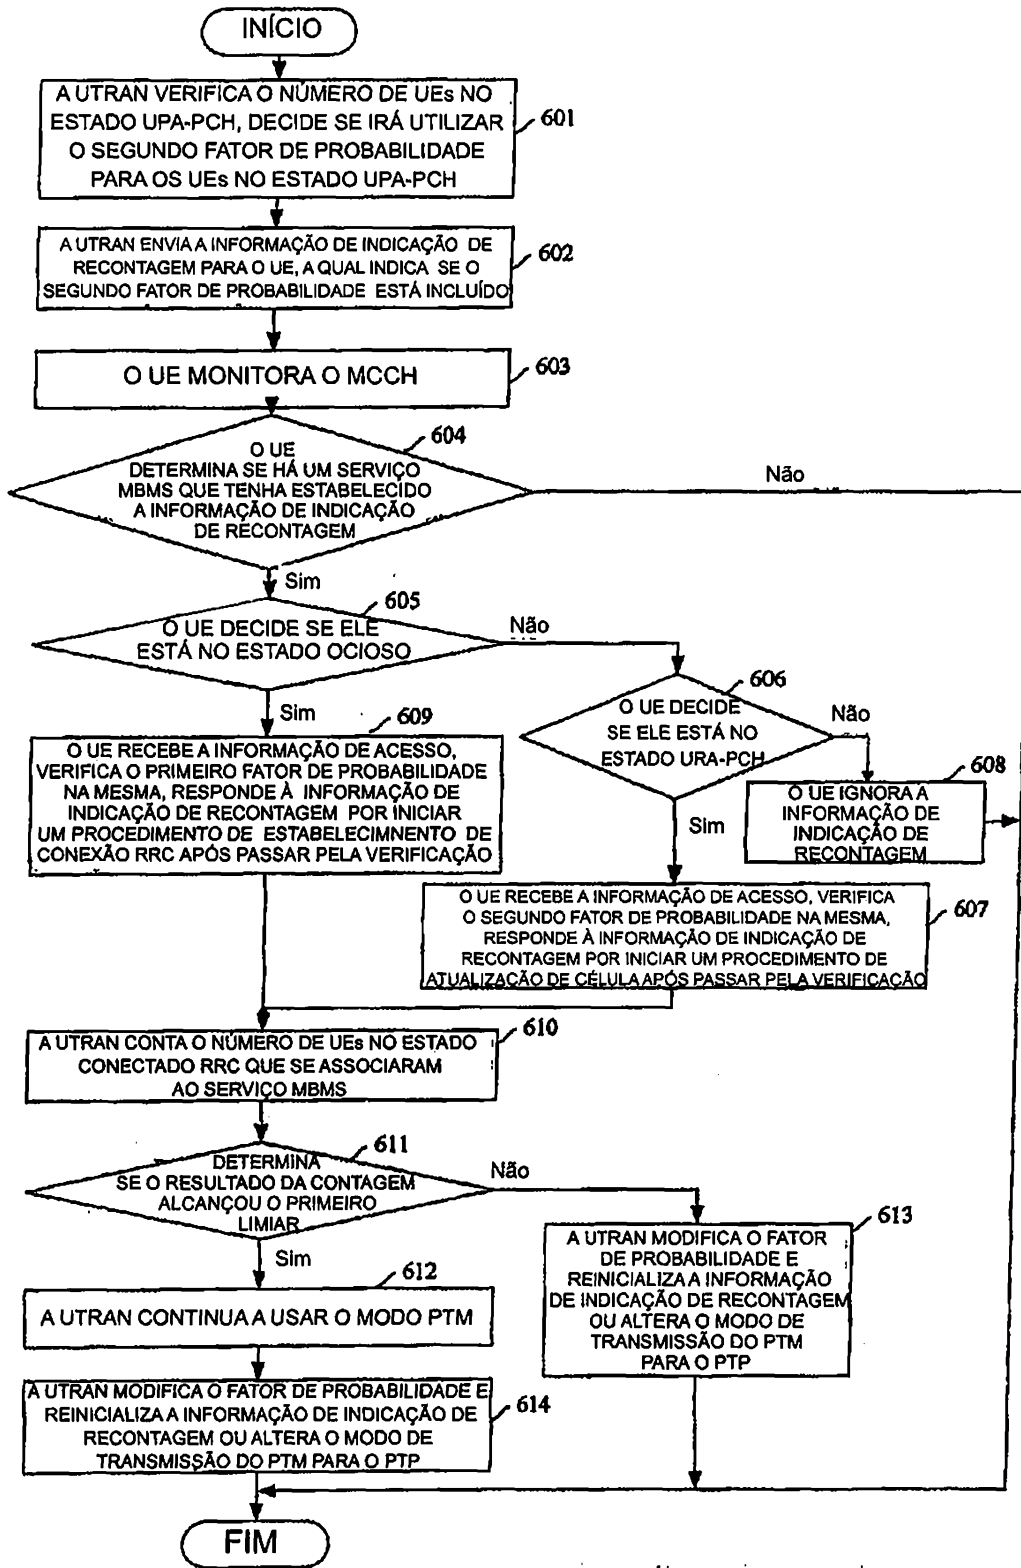 INÍCIO
A UTRAN VERIFICA O NÚMERO DE UEs NO
ESTADO UPA-PCH, DECIDE SE IRÁ UTILIZAR
O SEGUNDO FATOR DE PROBABILIDADE
PARA OS UEs NO ESTADO UPA-PCH
601
A UTRAN ENVIA A INFORMAÇÃO DE INDICAÇÃO DE
RECONTAGEM PARA O UE, A QUAL INDICA SE O
SEGUNDO FATOR DE PROBABILIDADE ESTÁ INCLUÍDO
602
O UE MONITORA O MCCH
603
604
O UE
DETERMINA SE HÁ UM SERVIÇO
MBMS QUE TENHA ESTABELECIDO
A INFORMAÇÃO DE INDICAÇÃO
DE RECONTAGEM
Não
Sim
605
O UE DECIDE SE ELE
ESTÁ NO ESTADO OCIOSO
Não
Sim
606
O UE DECIDE
SE ELE ESTÁ NO
ESTADO URA-PCH
Não
Sim
608
O UE IGNORA A
INFORMAÇÃO DE
INDICAÇÃO DE
RECONTAGEM
609
O UE RECEBE A INFORMAÇÃO DE ACESSO,
VERIFICA O PRIMEIRO FATOR DE PROBABILIDADE
NA MESMA, RESPONDE À INFORMAÇÃO DE
INDICAÇÃO DE RECONTAGEM POR INICIAR
UM PROCEDIMENTO DE ESTABELECIMNENTO DE
CONEXÃO RRC APÓS PASSAR PELA VERIFICAÇÃO
O UE RECEBE A INFORMAÇÃO DE ACESSO, VERIFICA
O SEGUNDO FATOR DE PROBABILIDADE NA MESMA,
RESPONDE À INFORMAÇÃO DE INDICAÇÃO DE
RECONTAGEM POR INICIAR UM PROCEDIMENTO DE
ATUALIZAÇÃO DE CÉLULA APÓS PASSAR PELA VERIFICAÇÃO
607
A UTRAN CONTA O NÚMERO DE UEs NO ESTADO
CONECTADO RRC QUE SE ASSOCIARAM
AO SERVIÇO MBMS
610
611
DETERMINA
SE O RESULTADO DA CONTAGEM
ALCANÇOU O PRIMEIRO
LIMIAR
Não
Sim
612
A UTRAN CONTINUA A USAR O MODO PTM
613
A UTRAN MODIFICA O FATOR
DE PROBABILIDADE E
REINICIALIZA A INFORMAÇÃO
DE INDICAÇÃO DE RECONTAGEM
OU ALTERA O MODO DE
TRANSMISSÃO DO PTM
PARA O PTP
A UTRAN MODIFICA O FATOR DE PROBABILIDADE E
REINICIALIZA A INFORMAÇÃO DE INDICAÇÃO DE
RECONTAGEM OU ALTERA O MODO DE
TRANSMISSÃO DO PTM PARA O PTP
614
FIM